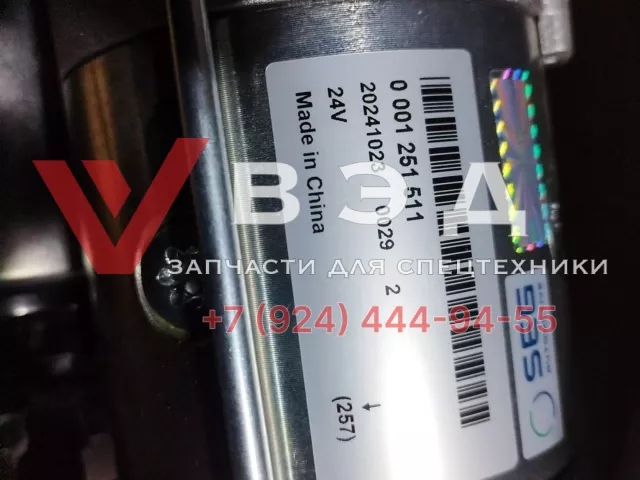 0 001 251 511
20241023 0029 2
24V
Made in China
(257)
SEG
ВЭД
ЗАПЧАСТИ ДЛЯ СПЕЦТЕХНИКИ
+7 (924) 444-94-55